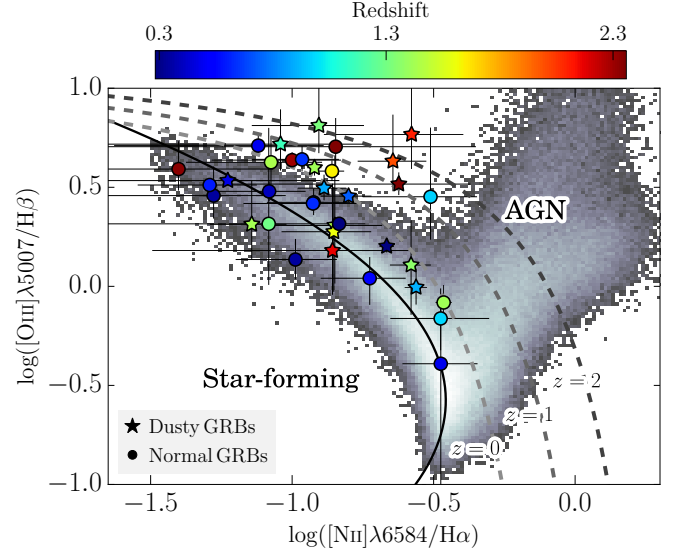 Redshift
0.3 1.3 2.3
1.0
0.5
0.0
−0.5
−1.0
log([OIII]λ5007/Hβ)
AGN
Star-forming
z = 2
z = 1
z = 0
Dusty GRBs
Normal GRBs
−1.5 −1.0 −0.5 0.0
log([NII]λ6584/Hα)